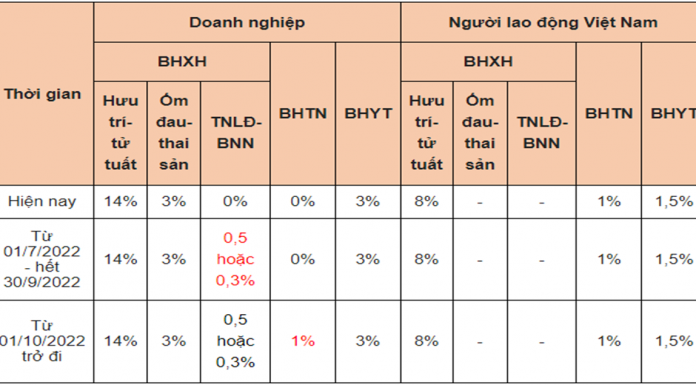 Thời gian
Doanh nghiệp
Người lao động Việt Nam
BHXH
BHTN
BHYT
BHXH
BHTN
BHYT
Hưu
trí-
tử
tuất
Ốm
đau-
thai
sản
TNLĐ-
BNN
Hưu
trí-
tử
tuất
Ốm
đau-
thai
sản
TNLĐ-
BNN
Hiện nay
14%
3%
0%
0%
3%
8%
-
-
1%
1,5%
Từ
01/7/2022
- hết
30/9/2022
14%
3%
0,5
hoặc
0,3%
0%
3%
8%
-
-
1%
1,5%
Từ
01/10/2022
trở đi
14%
3%
0,5
hoặc
0,3%
1%
3%
8%
-
-
1%
1,5%